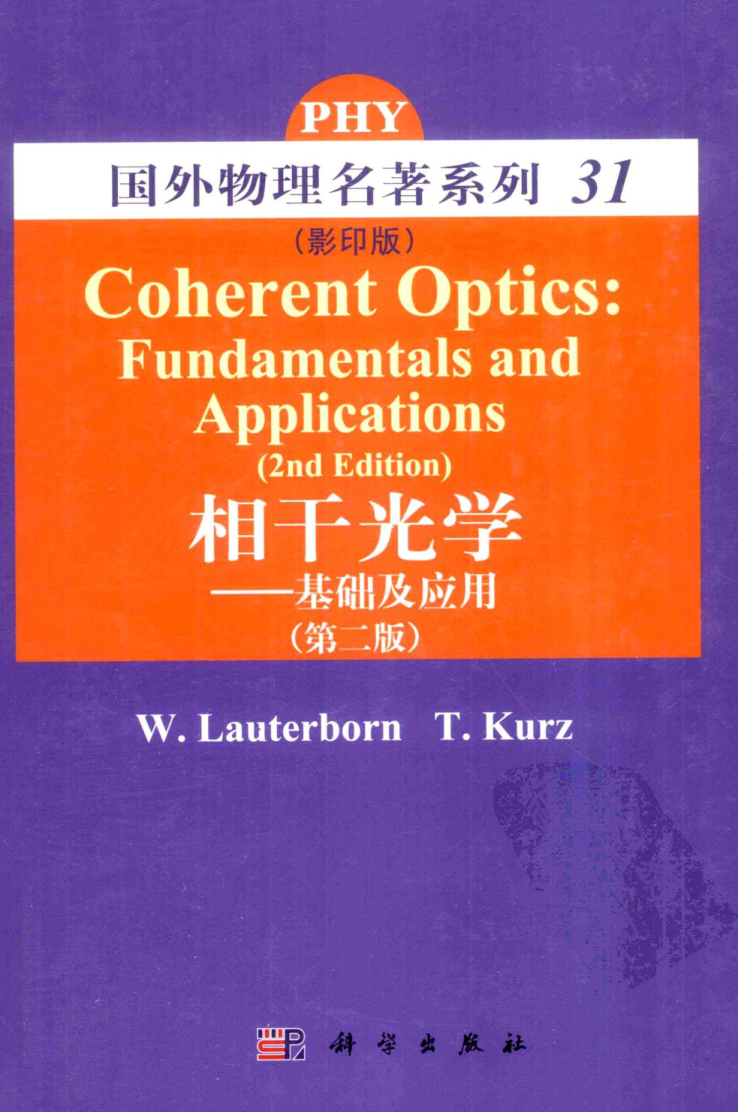 PHY
国外物理名著系列 31
(影印版)
Coherent Optics:
Fundamentals and
Applications
(2nd Edition)
相干光学
——基础及应用
(第二版)
W. Lauterborn T. Kurz
科学出版社